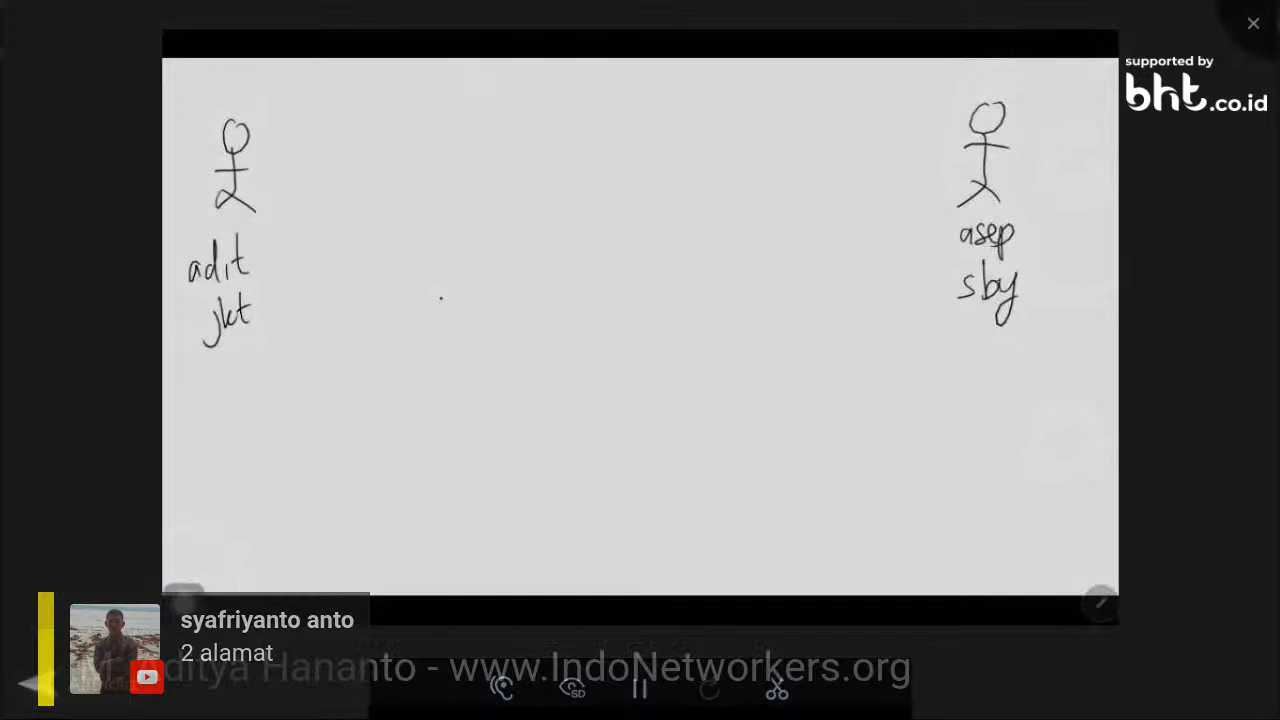 supported by
bht.co.id
adit
jkt
asep
sby
syafriyanto anto
2 alamat
Aditya Hananto - www.IndoNetworkers.org
SD